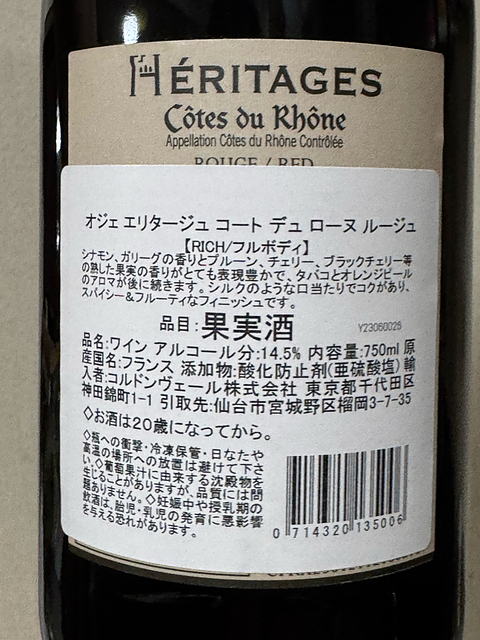 HÉRITAGES
Côtes du Rhône
Appellation Côtes du Rhône Contrôlée
ROUGE / RED
オジェ エリタージュ コート デュ ローヌ ルージュ
【RICH/フルボディ】
シナモン、ガリーグの香りとプルーン、チェリー、ブラックチェリー等
の熟した果実の香りがとても表現豊かで、タバコとオレンジピール
のアロマが後に続きます。シルクのような口当たりでコクがあり、
スパイシー&フルーティなフィニッシュです。
品目:果実酒
Y23060026
品名:ワイン アルコール分:14.5% 内容量:750ml 原
産国名:フランス 添加物:酸化防止剤(亜硫酸塩) 輸
入者:コルドンヴェール株式会社 東京都千代田区
神田錦町1-1 引取先:仙台市宮城野区榴岡3-7-35
◇お酒は20歳になってから。
◇瓶への衝撃・冷凍保管・日なたや
高温の場所への放置は避けて下さ
い。◇葡萄果汁に由来する沈殿物を
生じることがありますが、品質には問
題ありません。◇妊娠中や授乳期の
飲酒は、胎児・乳児の発育に悪影響
を与える恐れがあります。
0 714320 135006